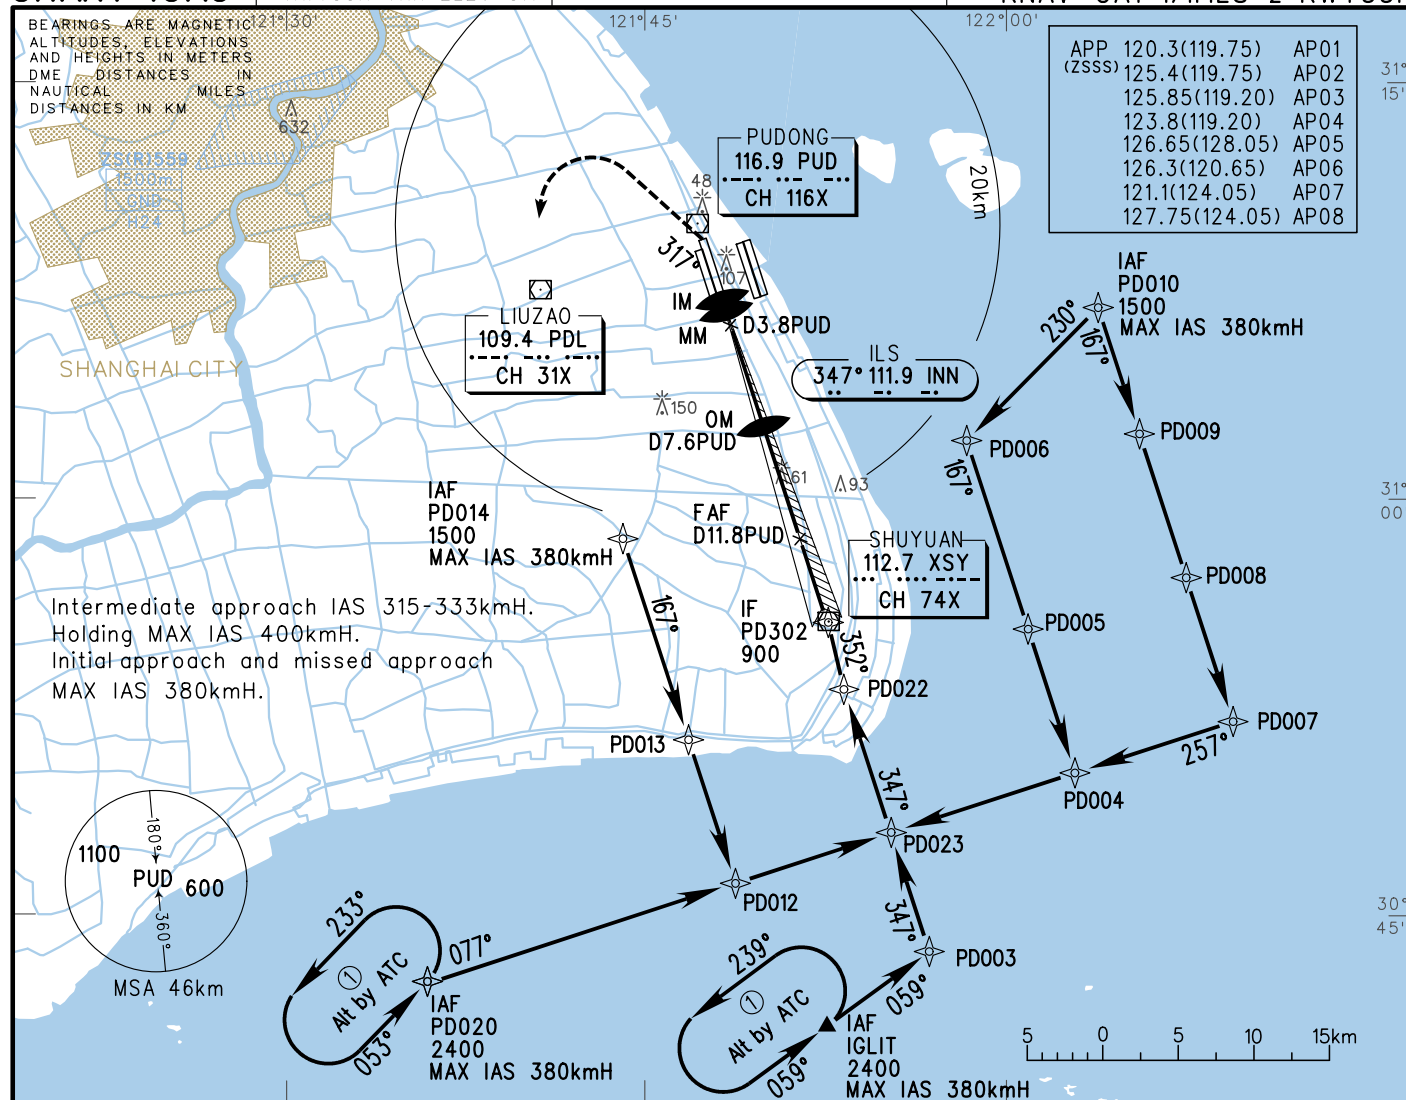 121°30'
121°45'
122°00'
BEARINGS ARE MAGNETIC
ALTITUDES, ELEVATIONS
AND HEIGHTS IN METERS
DME DISTANCES IN
NAUTICAL MILES
DISTANCES IN KM
632
ZS(R)559
1500m
GND
H24
SHANGHAI CITY
APP 120.3(119.75) AP01
(ZSSS) 125.4(119.75) AP02
125.85(119.20) AP03
123.8(119.20) AP04
126.65(128.05) AP05
126.3(120.65) AP06
121.1(124.05) AP07
127.75(124.05) AP08
31°
15'
PUDONG
116.9 PUD
CH 116X
48
20km
317°
107
IM
MM
D3.8PUD
LIUZAO
109.4 PDL
CH 31X
ILS
347° 111.9 INN
150
OM
D7.6PUD
61
93
IAF
PD010
1500
MAX IAS 380kmH
230°
167°
PD006
PD009
167°
31°
00'
IAF
PD014
1500
MAX IAS 380kmH
FAF
D11.8PUD
SHUYUAN
112.7 XSY
CH 74X
PD008
Intermediate approach IAS 315-333kmH.
Holding MAX IAS 400kmH.
Initial approach and missed approach
MAX IAS 380kmH.
167°
IF
PD302
900
352°
PD005
PD022
PD013
PD007
257°
PD004
347°
PD023
180°
1100
PUD
600
360°
MSA 46km
PD012
347°
30°
45'
233°
077°
① Alt by ATC
053°
IAF
PD020
2400
MAX IAS 380kmH
239°
PD003
059°
① Alt by ATC
059°
IAF
IGLIT
2400
MAX IAS 380kmH
5 0 5 10 15km